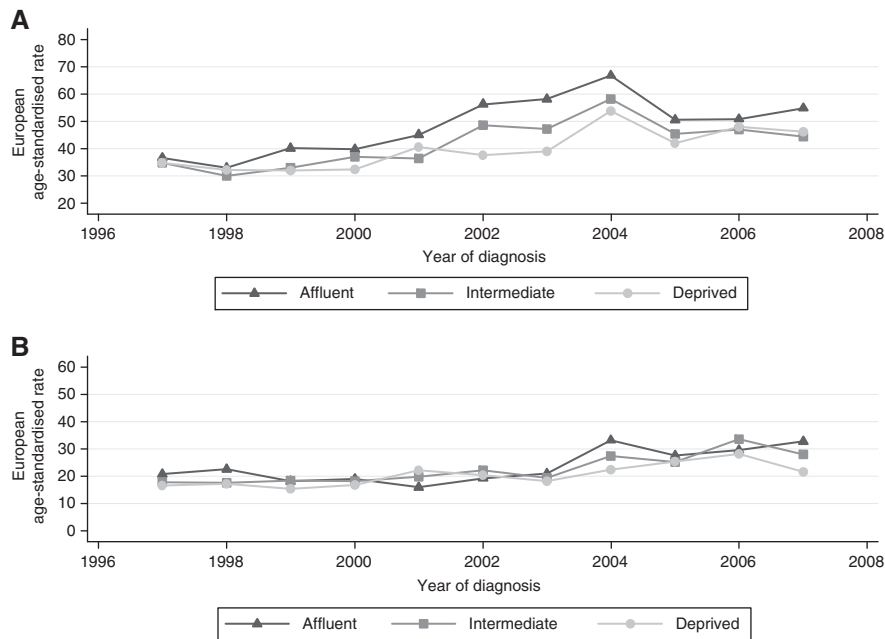 A
European
age-standardised rate
80
70
60
50
40
30
20
1996 1998 2000 2002 2004 2006 2008
Year of diagnosis
Affluent Intermediate Deprived
B
European
age-standardised rate
60
50
40
30
20
10
0
1996 1998 2000 2002 2004 2006 2008
Year of diagnosis
Affluent Intermediate Deprived